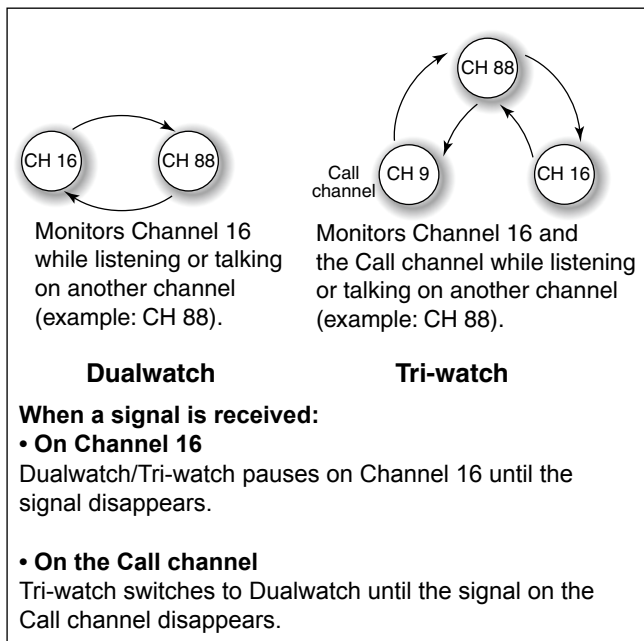 CH 16
CH 88
Monitors Channel 16
while listening or talking
on another channel
(example: CH 88).
Dualwatch
CH 88
Call
channel
CH 9
CH 16
Monitors Channel 16 and
the Call channel while listening
or talking on another channel
(example: CH 88).
Tri-watch
When a signal is received:
• On Channel 16
Dualwatch/Tri-watch pauses on Channel 16 until the
signal disappears.
• On the Call channel
Tri-watch switches to Dualwatch until the signal on the
Call channel disappears.